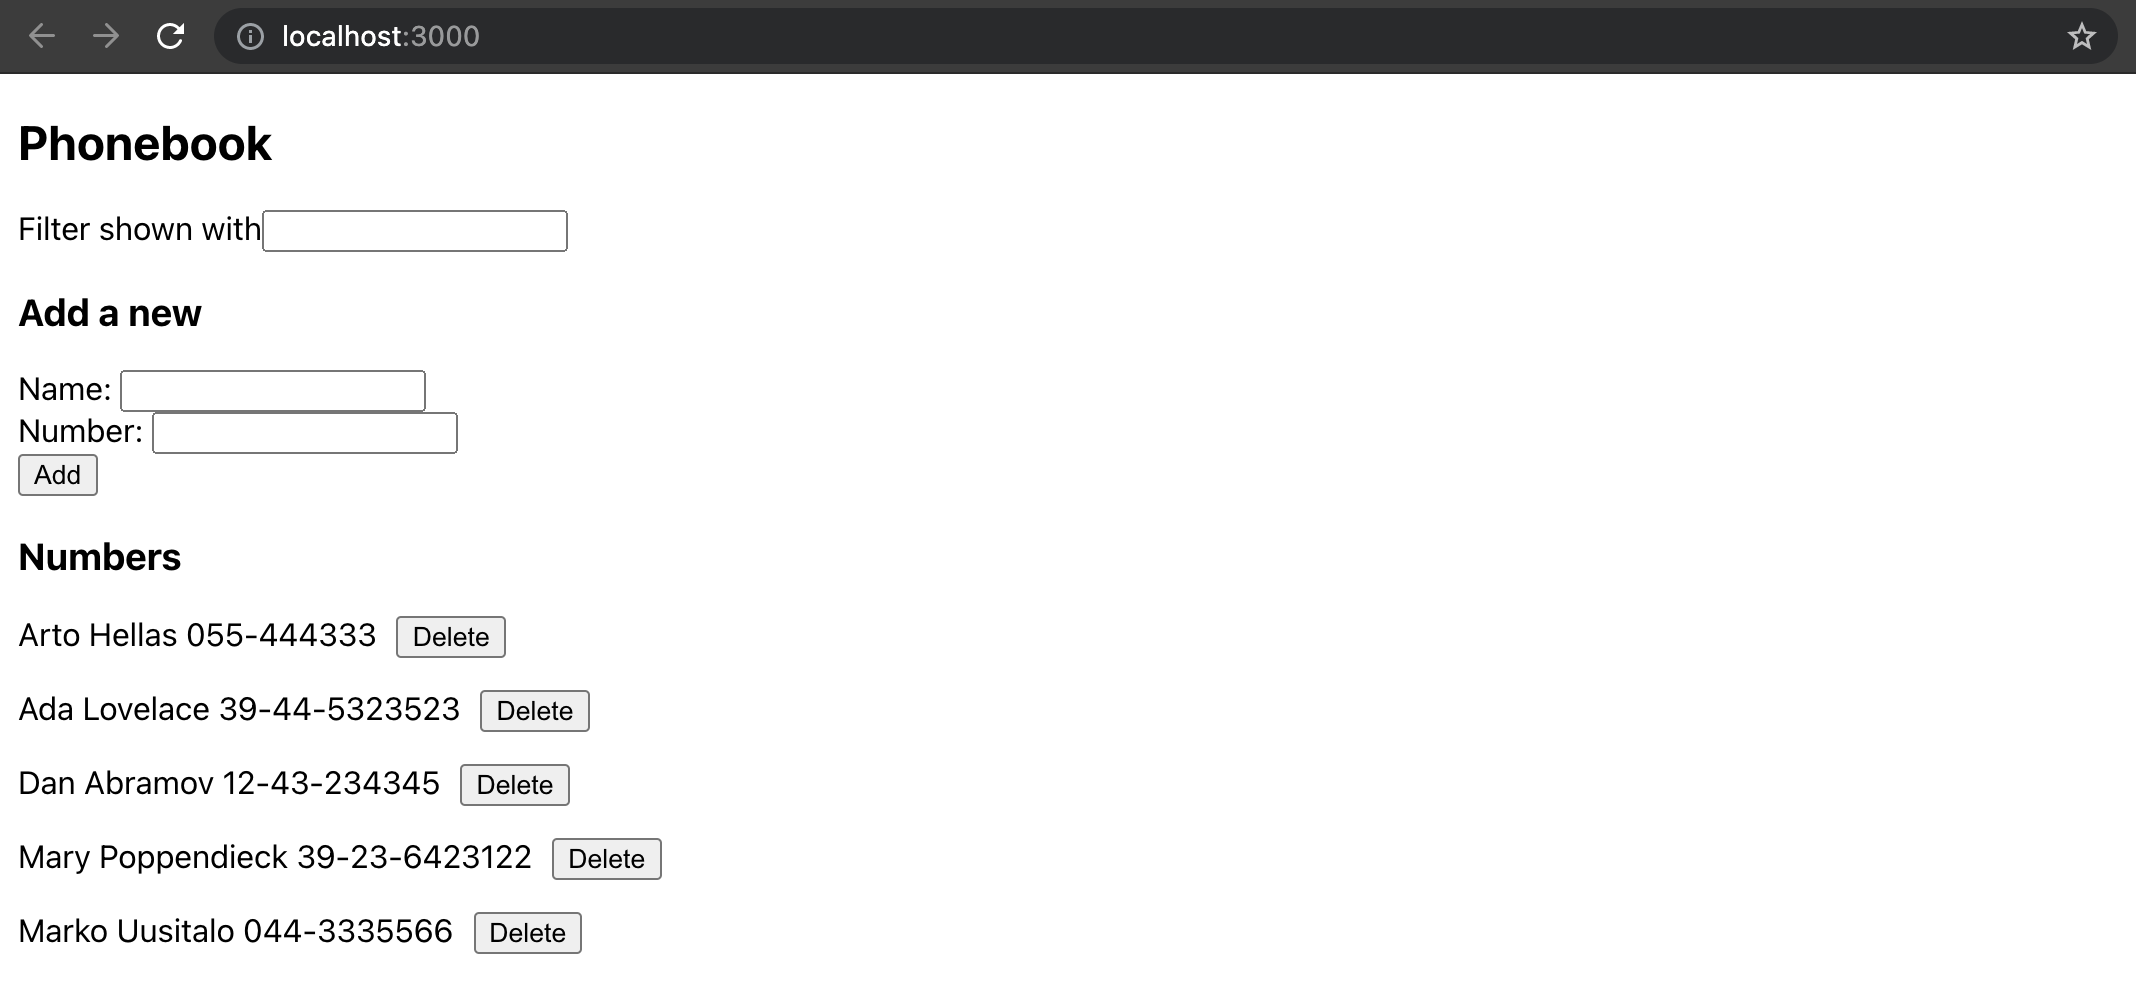 localhost:3000
Phonebook
Filter shown with
Add a new
Name:
Number:
Add
Numbers
Arto Hellas 055-444333 Delete
Ada Lovelace 39-44-5323523 Delete
Dan Abramov 12-43-234345 Delete
Mary Poppendieck 39-23-6423122 Delete
Marko Uusitalo 044-3335566 Delete